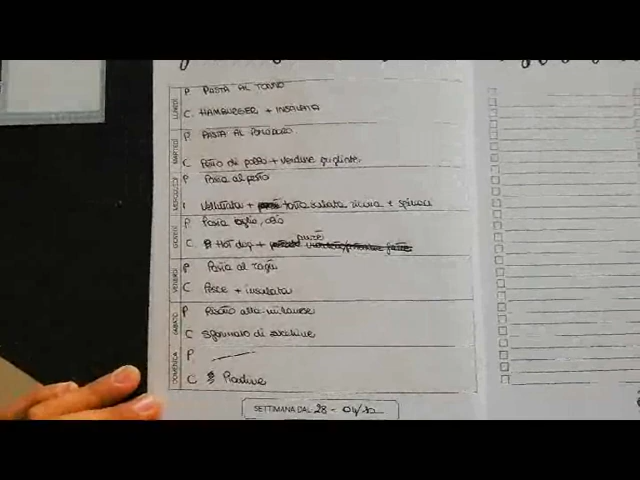 LUNEDÌ
P PASTA AL TONNO
C HAMBURGER + INSALATA
MARTEDÌ
P PASTA AL POMODORO
C Petto di pollo + verdure grigliate
MERCOLEDÌ
P Pasta al pesto
Vellutata + torta salata ricotta + spinaci
GIOVEDÌ
P Pasta aglio, olio
C Hot dog + purè
VENERDÌ
P Pasta al ragù
C Pesce + insalata
SABATO
P Risotto alla milanese
C Sformato di zucchine
DOMENICA
P
C Piadine
SETTIMANA DAL 28 - 04/12